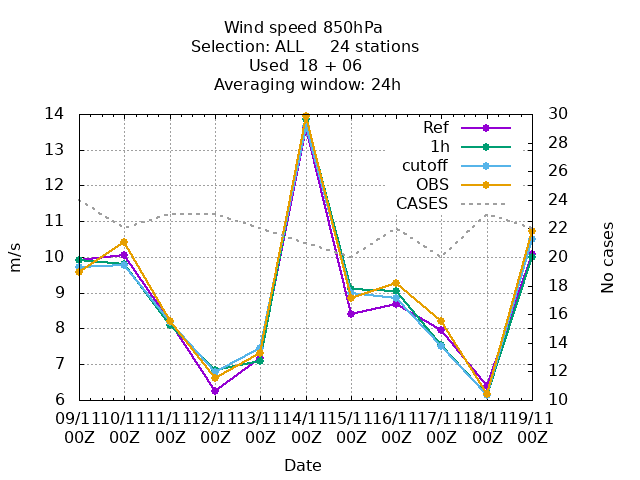 Wind speed 850hPa
Selection: ALL 24 stations
Used 18 + 06
Averaging window: 24h
14
13
12
11
10
9
8
7
6
m/s
30
28
26
24
22
20
18
16
14
12
10
No cases
Ref
1h
cutoff
OBS
CASES
09/11 10/11 11/11 12/11 13/11 14/11 15/11 16/11 17/11 18/11 19/11
00Z 00Z 00Z 00Z 00Z 00Z 00Z 00Z 00Z 00Z 00Z
Date